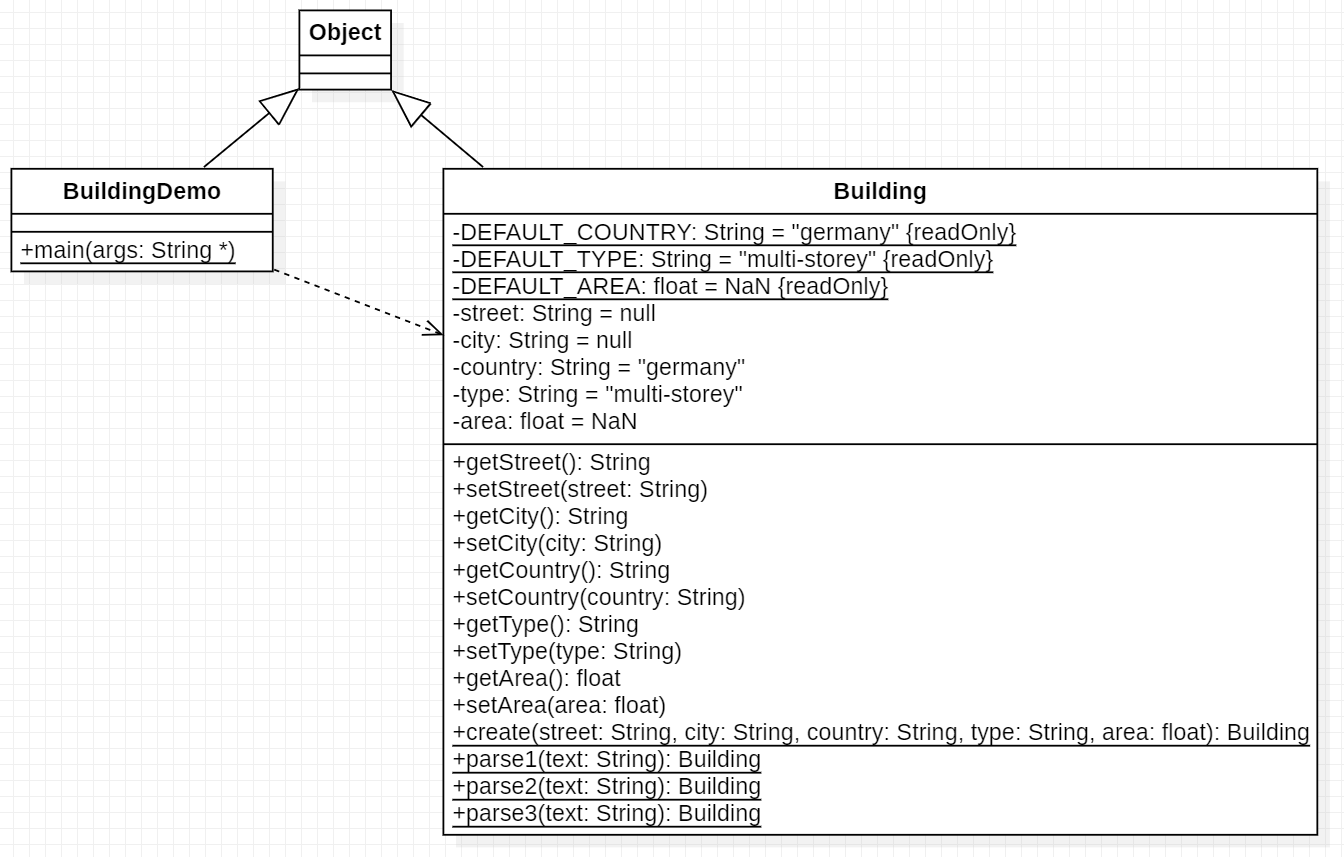 Object
BuildingDemo
+main(args: String *)
Building
-DEFAULT_COUNTRY: String = "germany" {readOnly}
-DEFAULT_TYPE: String = "multi-storey" {readOnly}
-DEFAULT_AREA: float = NaN {readOnly}
-street: String = null
-city: String = null
-country: String = "germany"
-type: String = "multi-storey"
-area: float = NaN
+getStreet(): String
+setStreet(street: String)
+getCity(): String
+setCity(city: String)
+getCountry(): String
+setCountry(country: String)
+getType(): String
+setType(type: String)
+getArea(): float
+setArea(area: float)
+create(street: String, city: String, country: String, type: String, area: float): Building
+parse1(text: String): Building
+parse2(text: String): Building
+parse3(text: String): Building